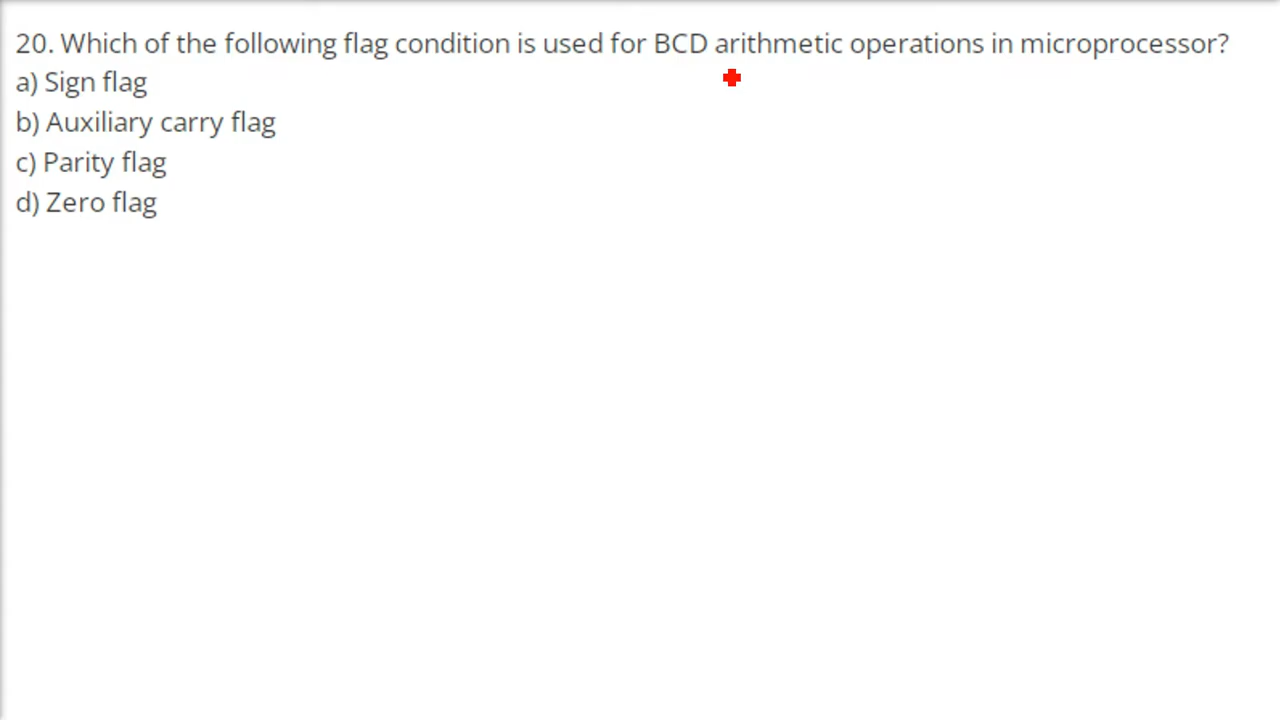 20. Which of the following flag condition is used for BCD arithmetic operations in microprocessor?
a) Sign flag
b) Auxiliary carry flag
c) Parity flag
d) Zero flag